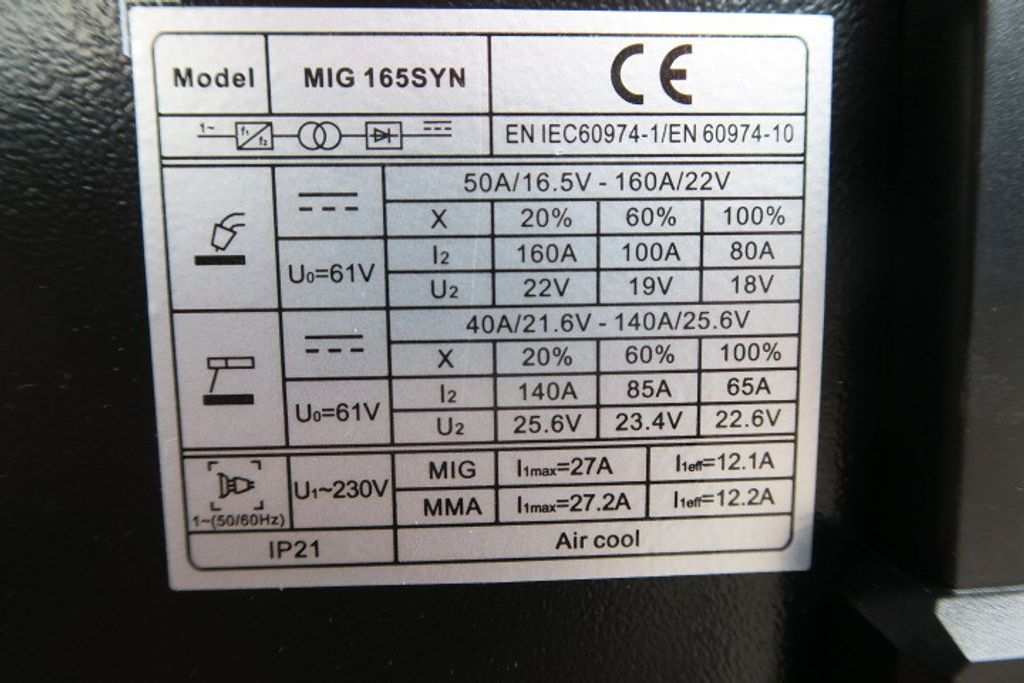 Model MIG 165SYN CE
1~ f₁ f₂ EN IEC60974-1/EN 60974-10
50A/16.5V - 160A/22V
X 20% 60% 100%
U₀=61V I₂ 160A 100A 80A
U₂ 22V 19V 18V
40A/21.6V - 140A/25.6V
X 20% 60% 100%
U₀=61V I₂ 140A 85A 65A
U₂ 25.6V 23.4V 22.6V
U₁~230V MIG I₁max=27A I₁eff=12.1A
1~(50/60Hz) MMA I₁max=27.2A I₁eff=12.2A
IP21 Air cool